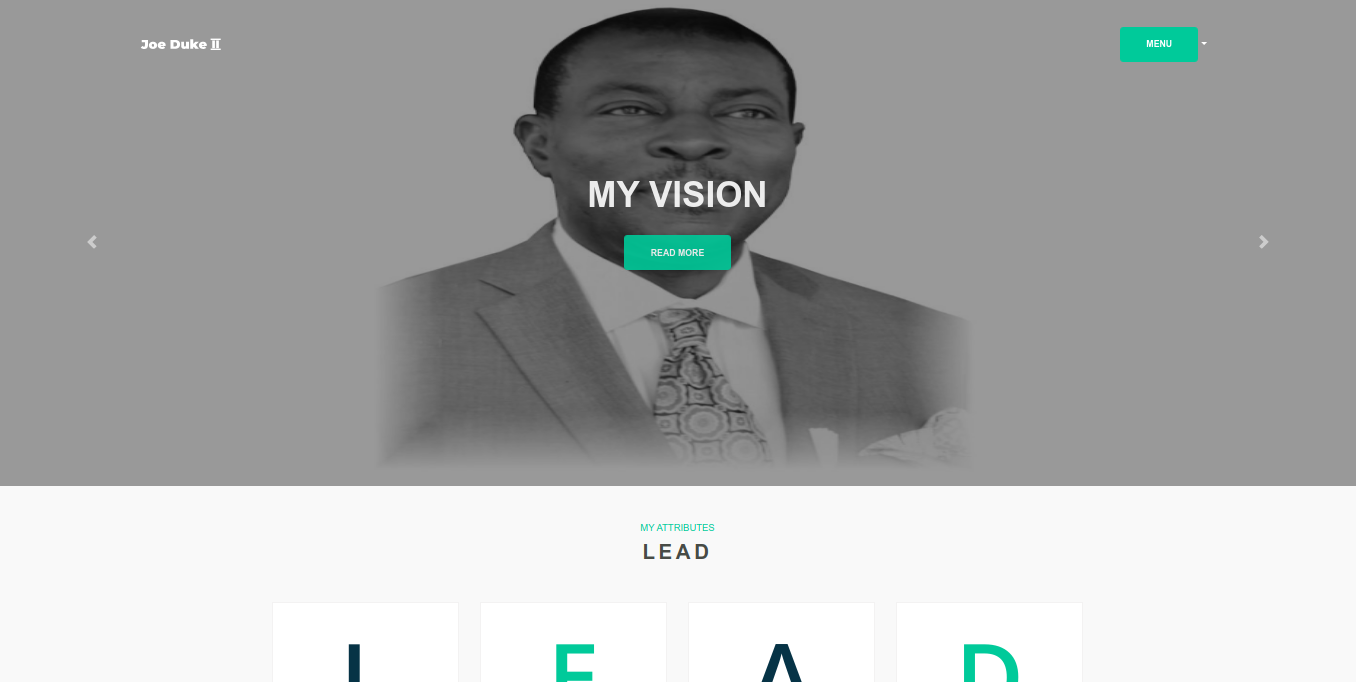 Joe Duke II
MENU
MY VISION
READ MORE
MY ATTRIBUTES
LEAD
L E A D